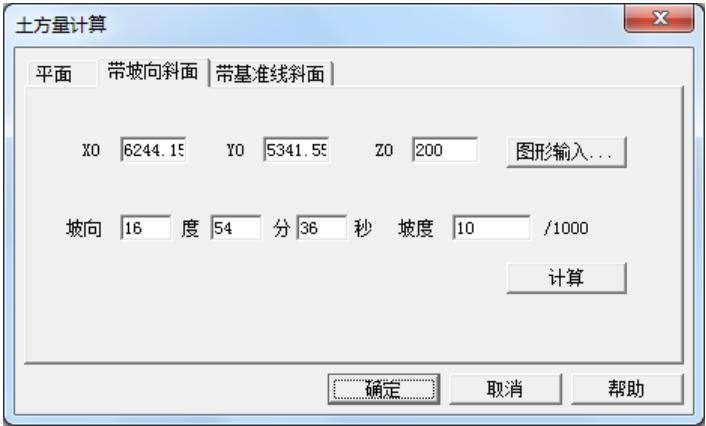 土方量计算
平面 带坡向斜面 带基准线斜面
X0 6244.15 Y0 5341.55 Z0 200 图形输入...
坡向 16 度 54 分 36 秒 坡度 10 /1000
计算
确定 取消 帮助